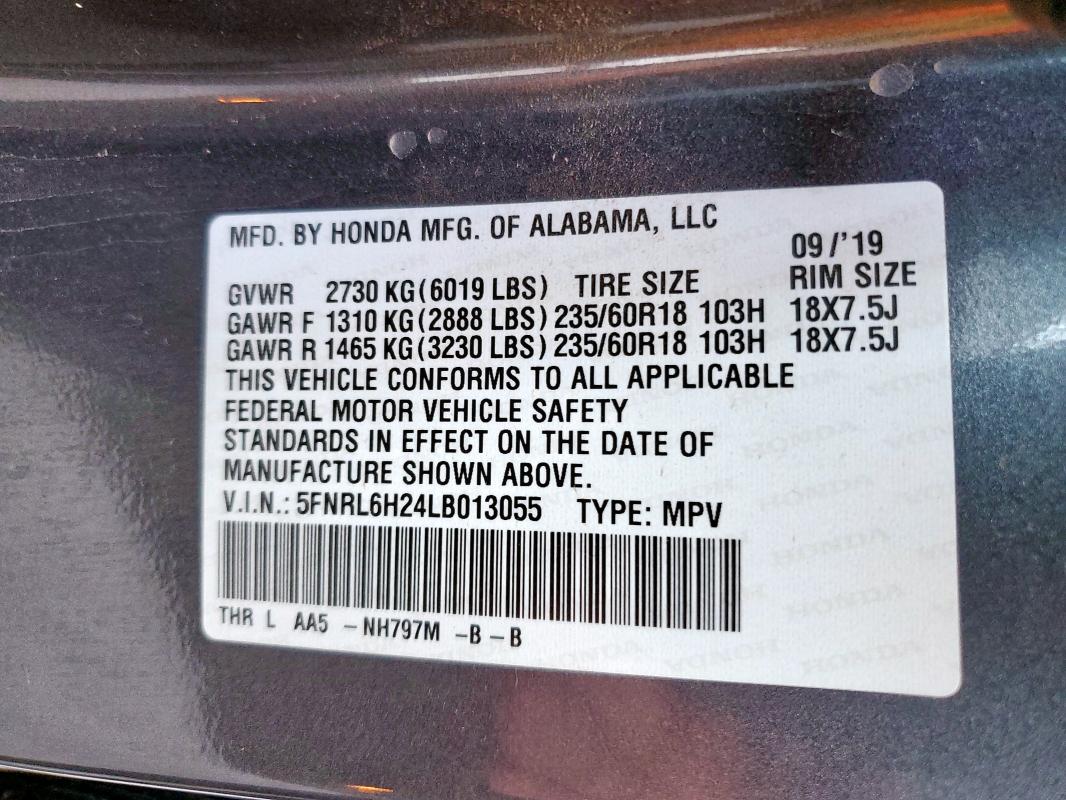 MFD. BY HONDA MFG. OF ALABAMA, LLC
09/'19
GVWR 2730 KG(6019 LBS) TIRE SIZE RIM SIZE
GAWR F 1310 KG(2888 LBS) 235/60R18 103H 18X7.5J
GAWR R 1465 KG(3230 LBS) 235/60R18 103H 18X7.5J
THIS VEHICLE CONFORMS TO ALL APPLICABLE
FEDERAL MOTOR VEHICLE SAFETY
STANDARDS IN EFFECT ON THE DATE OF
MANUFACTURE SHOWN ABOVE.
V.I.N.: 5FNRL6H24LB013055 TYPE: MPV
THR L AA5 -NH797M -B-B